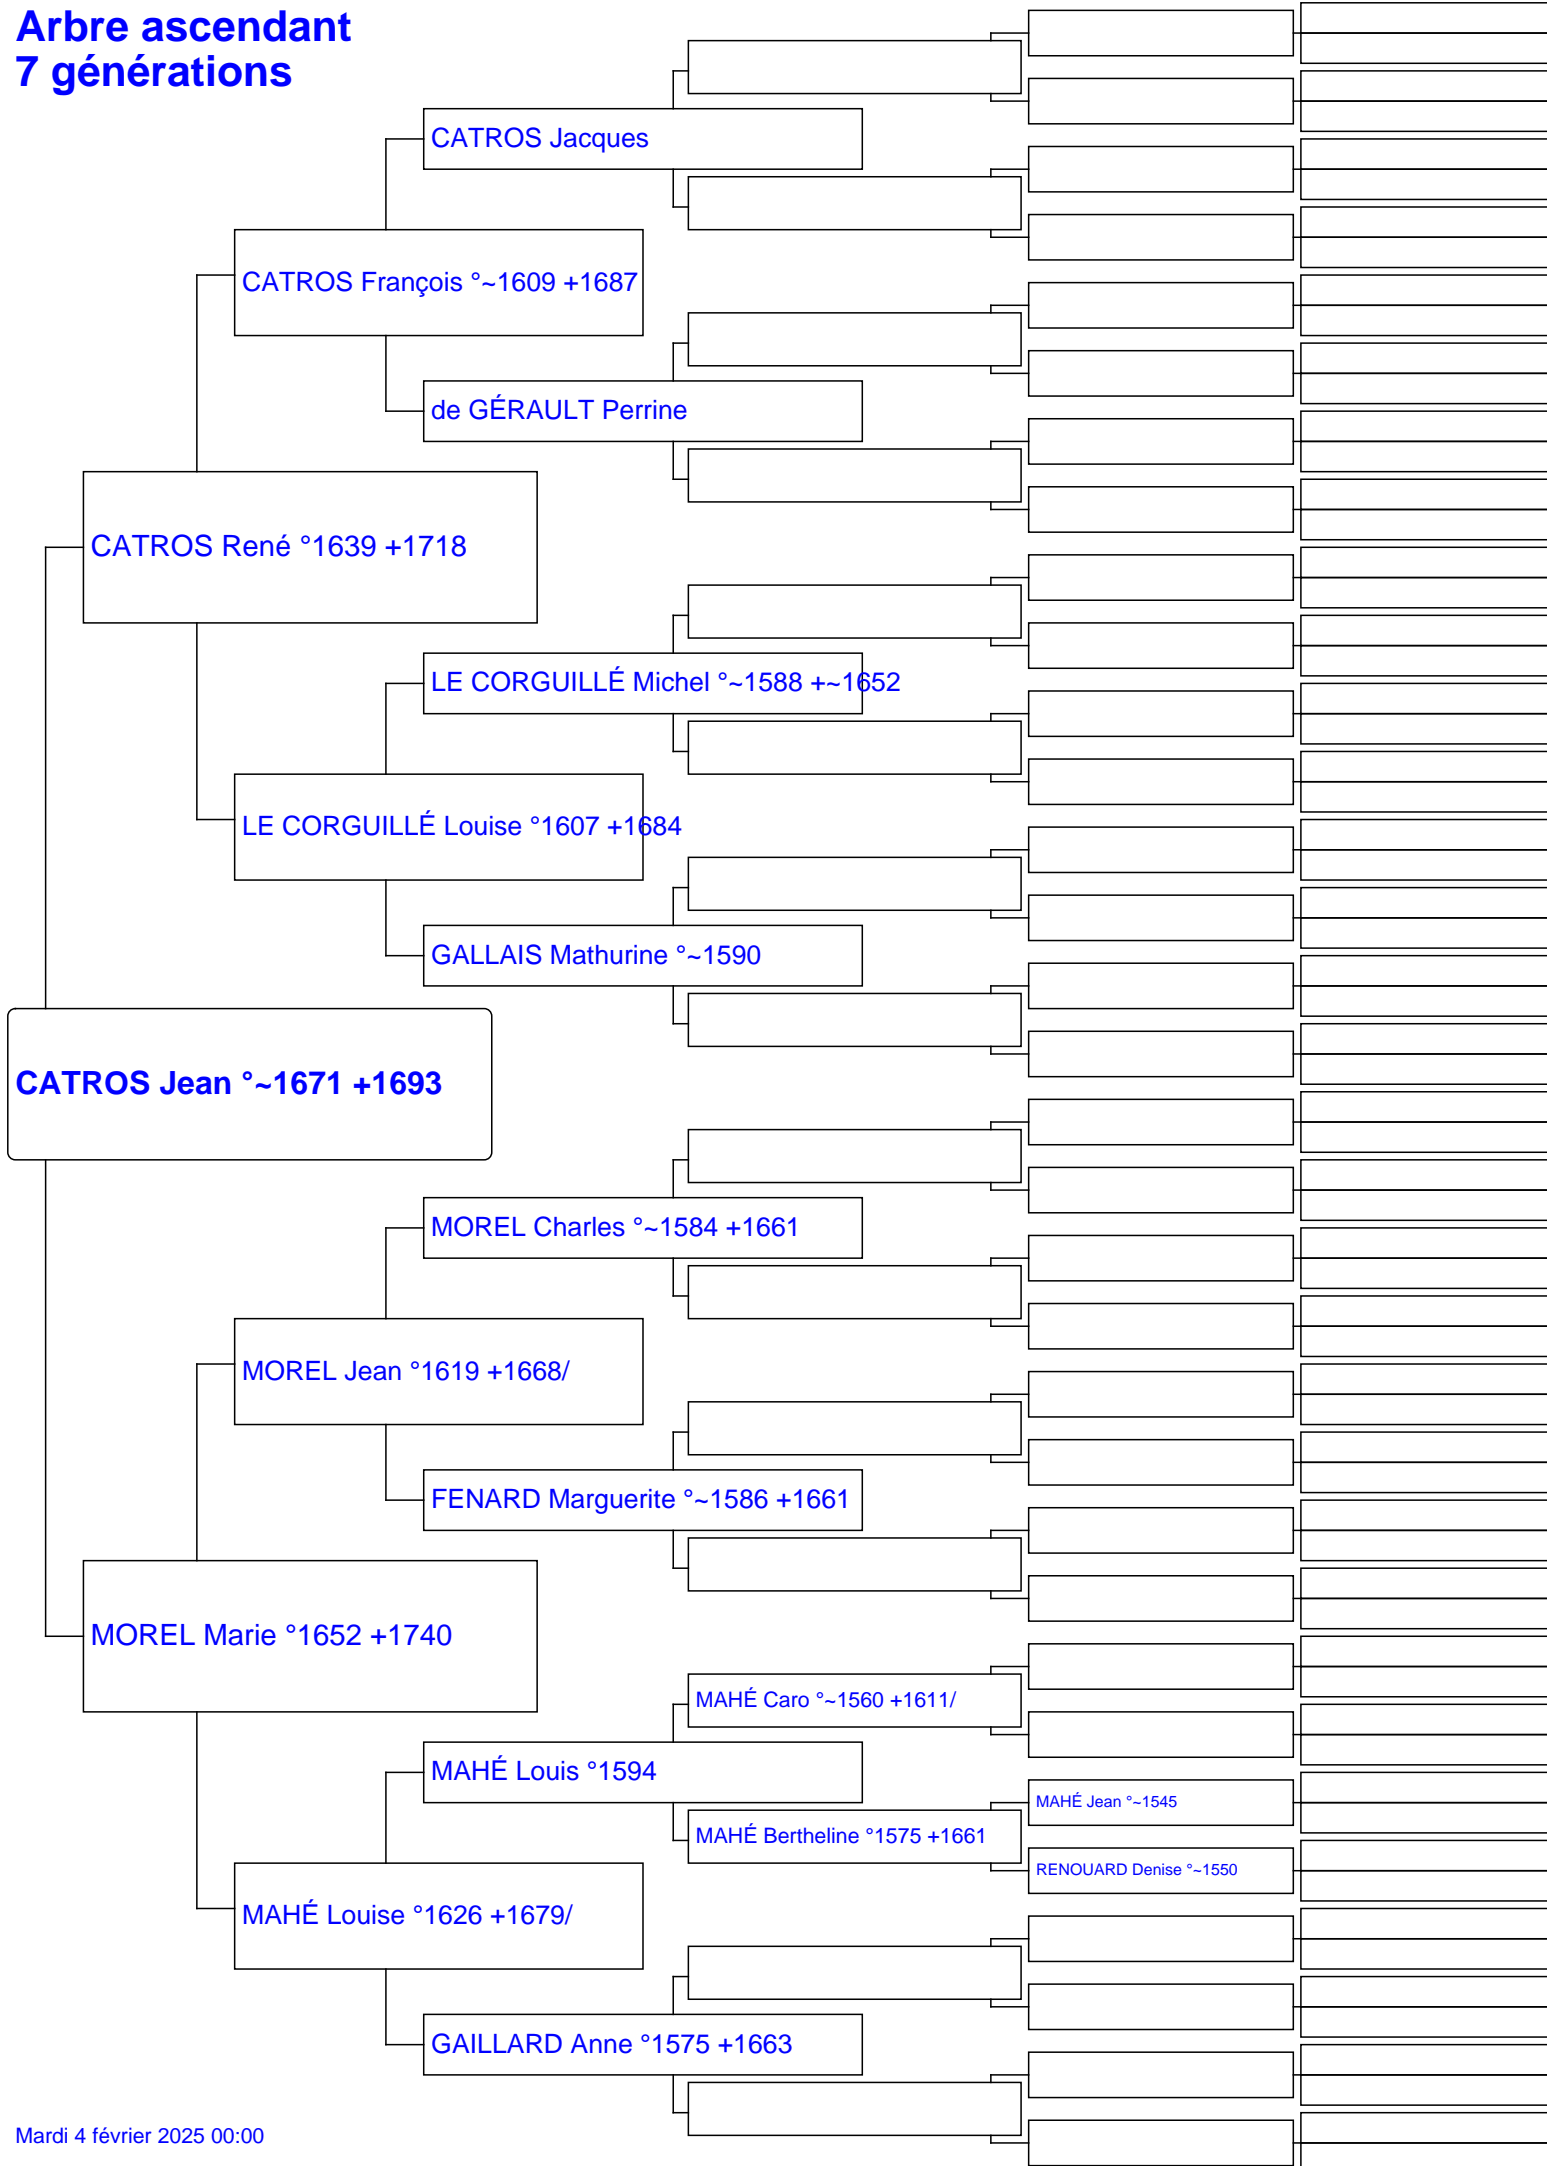 Arbre ascendant
7 générations
CATROS Jacques
CATROS François °~1609 +1687
de GÉRAULT Perrine
CATROS René °1639 +1718
LE CORGUILLÉ Michel °~1588 +~1652
LE CORGUILLÉ Louise °1607 +1684
GALLAIS Mathurine °~1590
CATROS Jean °~1671 +1693
MOREL Charles °~1584 +1661
MOREL Jean °1619 +1668/
FENARD Marguerite °~1586 +1661
MOREL Marie °1652 +1740
MAHÉ Caro °~1560 +1611/
MAHÉ Louis °1594
MAHÉ Jean °~1545
MAHÉ Bertheline °1575 +1661
RENOUARD Denise °~1550
MAHÉ Louise °1626 +1679/
GAILLARD Anne °1575 +1663
Mardi 4 février 2025 00:00